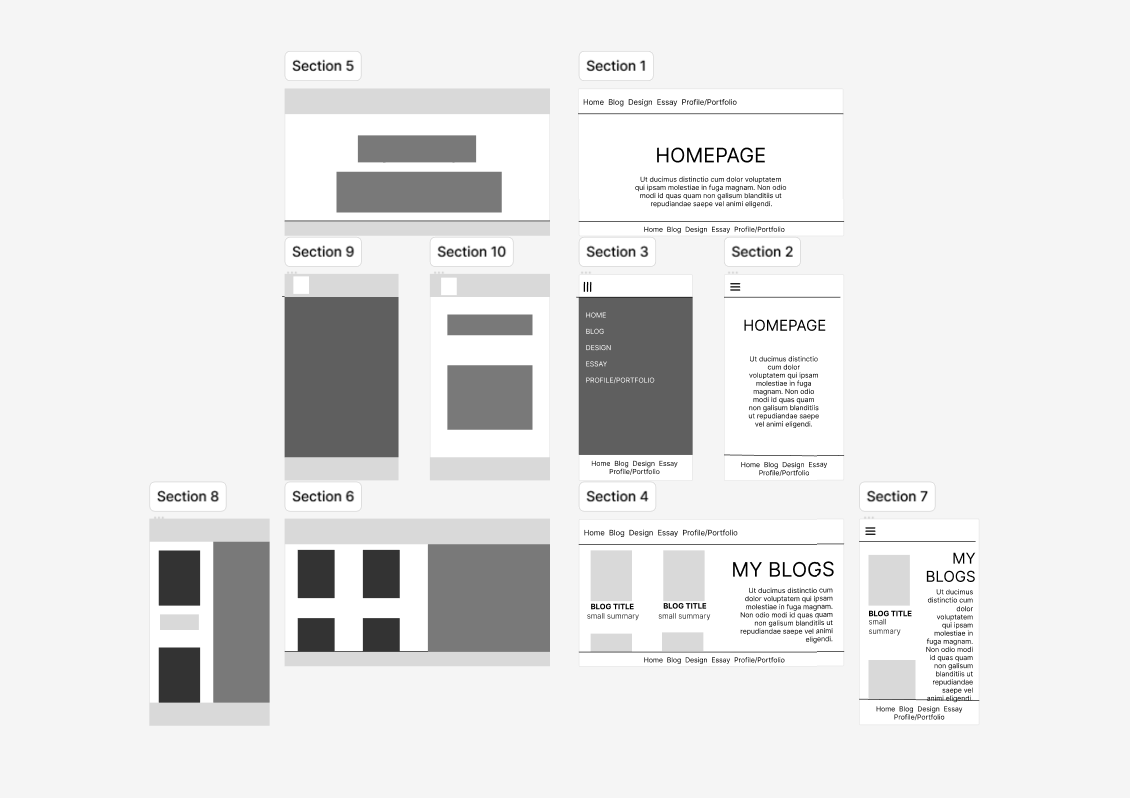 Section 5
Section 1
Home Blog Design Essay Profile/Portfolio
HOMEPAGE
Ut ducimus distinctio cum dolor voluptatem
qui ipsam molestiae in fuga magnam. Non odio
modi id quas quam non galisum blanditiis ut
repudiandae saepe vel animi eligendi.
Home Blog Design Essay Profile/Portfolio
Section 9
Section 10
Section 3
HOME
BLOG
DESIGN
ESSAY
PROFILE/PORTFOLIO
Home Blog Design Essay
Profile/Portfolio
Section 2
HOMEPAGE
Ut ducimus distinctio
cum dolor
voluptatem qui ipsam
molestiae in fuga
magnam. Non odio
modi id quas quam
non galisum blanditiis
ut repudiandae saepe
vel animi eligendi.
Home Blog Design Essay
Profile/Portfolio
Section 8
Section 6
Section 4
Home Blog Design Essay Profile/Portfolio
BLOG TITLE
small summary
BLOG TITLE
small summary
MY BLOGS
Ut ducimus distinctio cum
dolor voluptatem qui ipsam
molestiae in fuga magnam.
Non odio modi id quas quam
non galisum blanditiis ut
repudiandae saepe vel animi
eligendi.
Home Blog Design Essay Profile/Portfolio
Section 7
BLOG TITLE
small
summary
MY
BLOGS
Ut ducimus
distinctio cum
dolor
voluptatem
qui ipsam
molestiae in
fuga magnam.
Non odio modi
id quas quam
non galisum
blanditiis ut
repudiandae
saepe vel
animi eligendi.
Home Blog Design Essay
Profile/Portfolio